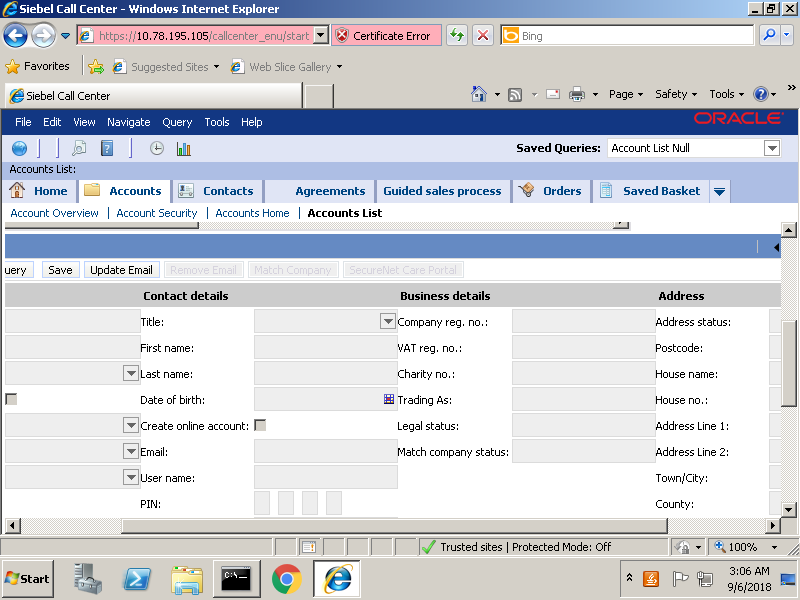 Siebel Call Center - Windows Internet Explorer
https://10.78.195.105/callcenter_enu/start
Certificate Error
Bing
Favorites
Suggested Sites
Web Slice Gallery
Siebel Call Center
Page
Safety
Tools
»
File Edit View Navigate Query Tools Help
ORACLE
Saved Queries:
Account List Null
Accounts List:
Home
Accounts
Contacts
Agreements
Guided sales process
Orders
Saved Basket
Account Overview | Account Security | Accounts Home | Accounts List
uery
Save
Update Email
Remove Email
Match Company
SecureNet Care Portal
Contact details
Business details
Address
Title:
Company reg. no.:
Address status:
First name:
VAT reg. no.:
Postcode:
Last name:
Charity no.:
House name:
Date of birth:
Trading As:
House no.:
Create online account:
Legal status:
Address Line 1:
Email:
Match company status:
Address Line 2:
User name:
Town/City:
PIN:
County:
Trusted sites | Protected Mode: Off
100%
Start
C:\.
3:06 AM
9/6/2018